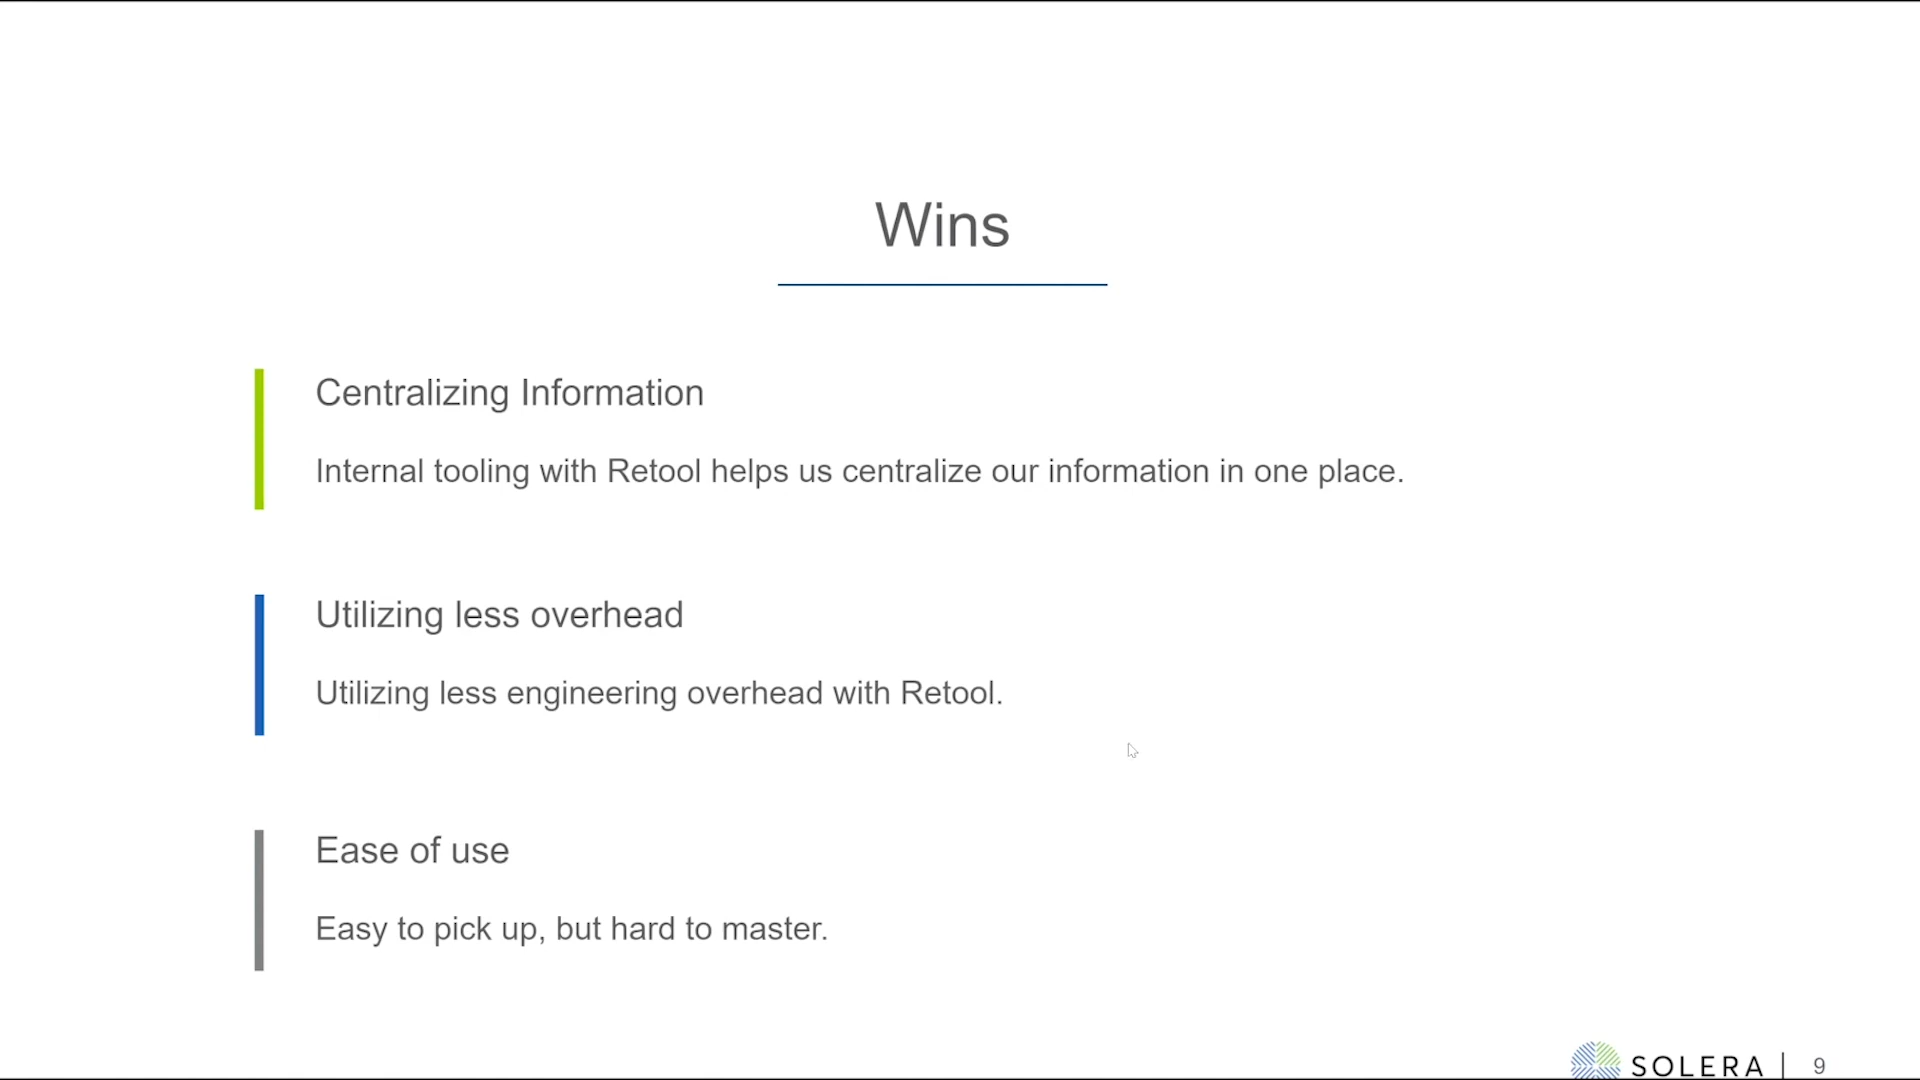 Wins
Centralizing Information
Internal tooling with Retool helps us centralize our information in one place.
Utilizing less overhead
Utilizing less engineering overhead with Retool.
Ease of use
Easy to pick up, but hard to master.
SOLERA | 9